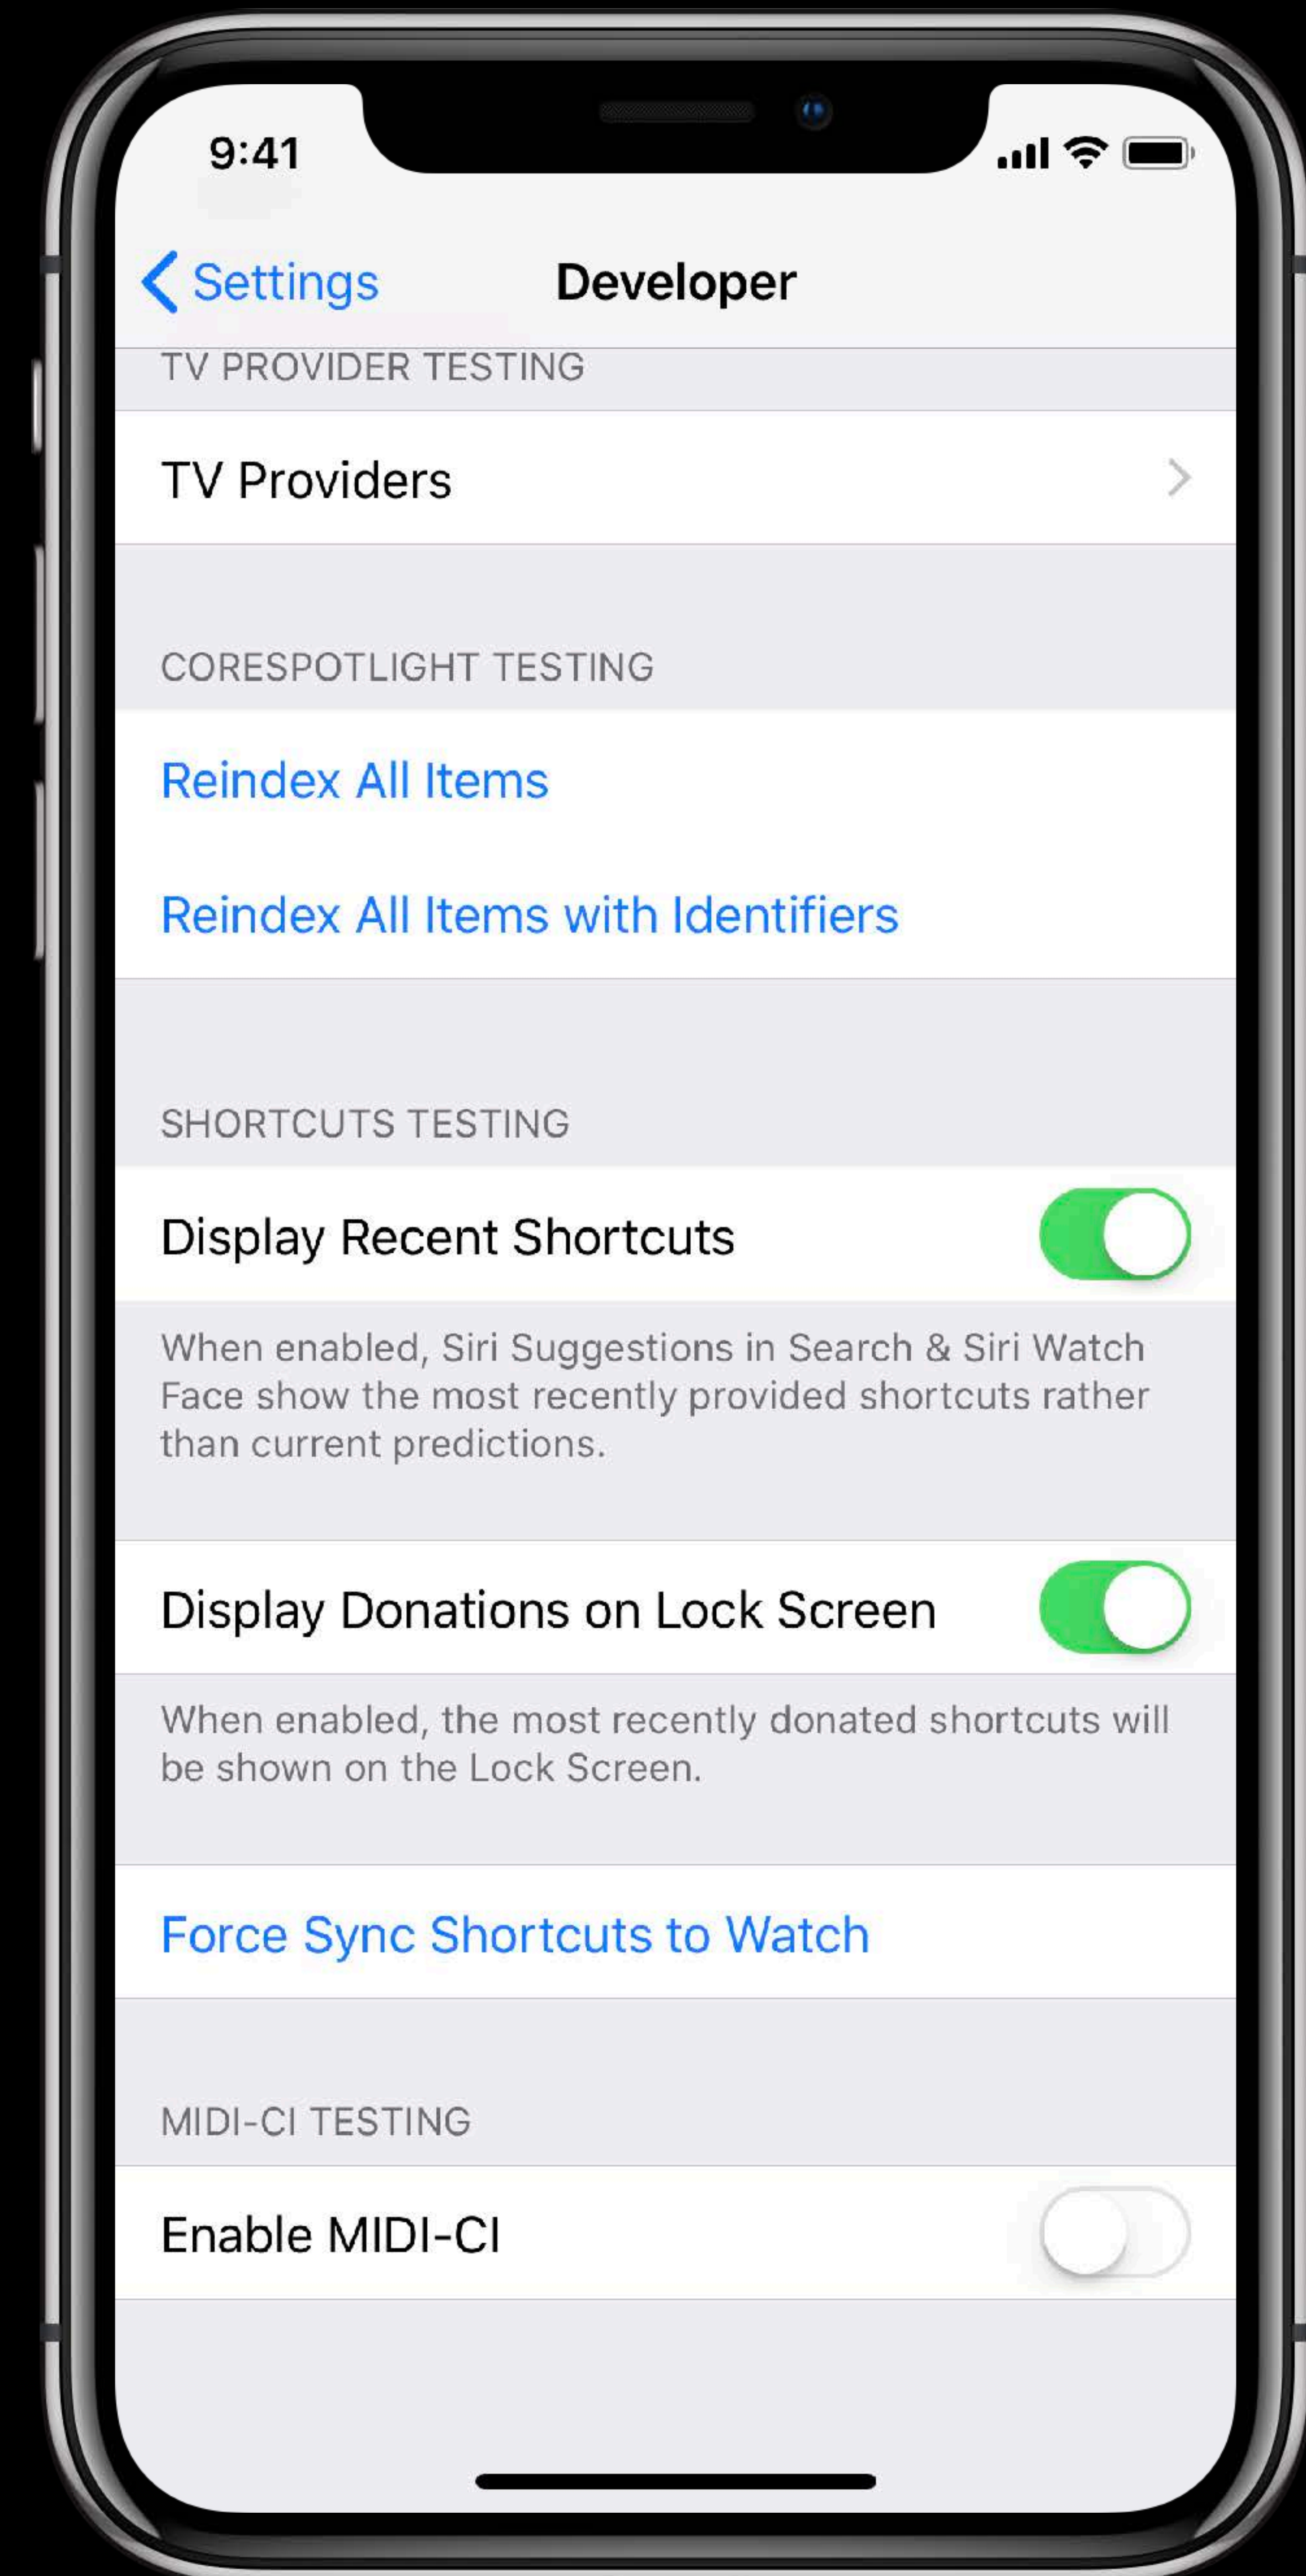 9:41
Settings
Developer
TV PROVIDER TESTING
TV Providers
CORESPOTLIGHT TESTING
Reindex All Items
Reindex All Items with Identifiers
SHORTCUTS TESTING
Display Recent Shortcuts
When enabled, Siri Suggestions in Search & Siri Watch
Face show the most recently provided shortcuts rather
than current predictions.
Display Donations on Lock Screen
When enabled, the most recently donated shortcuts will
be shown on the Lock Screen.
Force Sync Shortcuts to Watch
MIDI-CI TESTING
Enable MIDI-CI